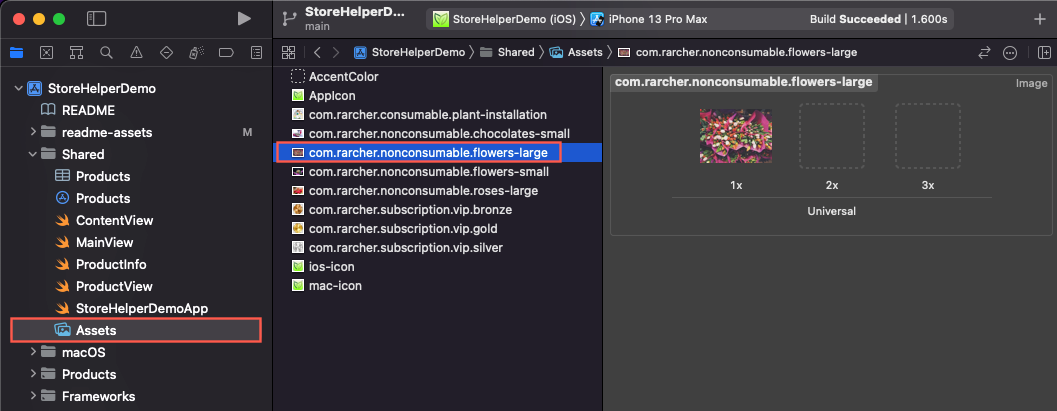 StoreHelperD...
main
StoreHelperDemo (iOS)
iPhone 13 Pro Max
Build Succeeded | 1.600s
StoreHelperDemo
README
readme-assets
M
Shared
Products
Products
ContentView
MainView
ProductInfo
ProductView
StoreHelperDemoApp
Assets
macOS
Products
Frameworks
StoreHelperDemo
Shared
Assets
com.rarcher.nonconsumable.flowers-large
AccentColor
AppIcon
com.rarcher.consumable.plant-installation
com.rarcher.nonconsumable.chocolates-small
com.rarcher.nonconsumable.flowers-large
com.rarcher.nonconsumable.flowers-small
com.rarcher.nonconsumable.roses-large
com.rarcher.subscription.vip.bronze
com.rarcher.subscription.vip.gold
com.rarcher.subscription.vip.silver
ios-icon
mac-icon
com.rarcher.nonconsumable.flowers-large
Image
1x
2x
3x
Universal